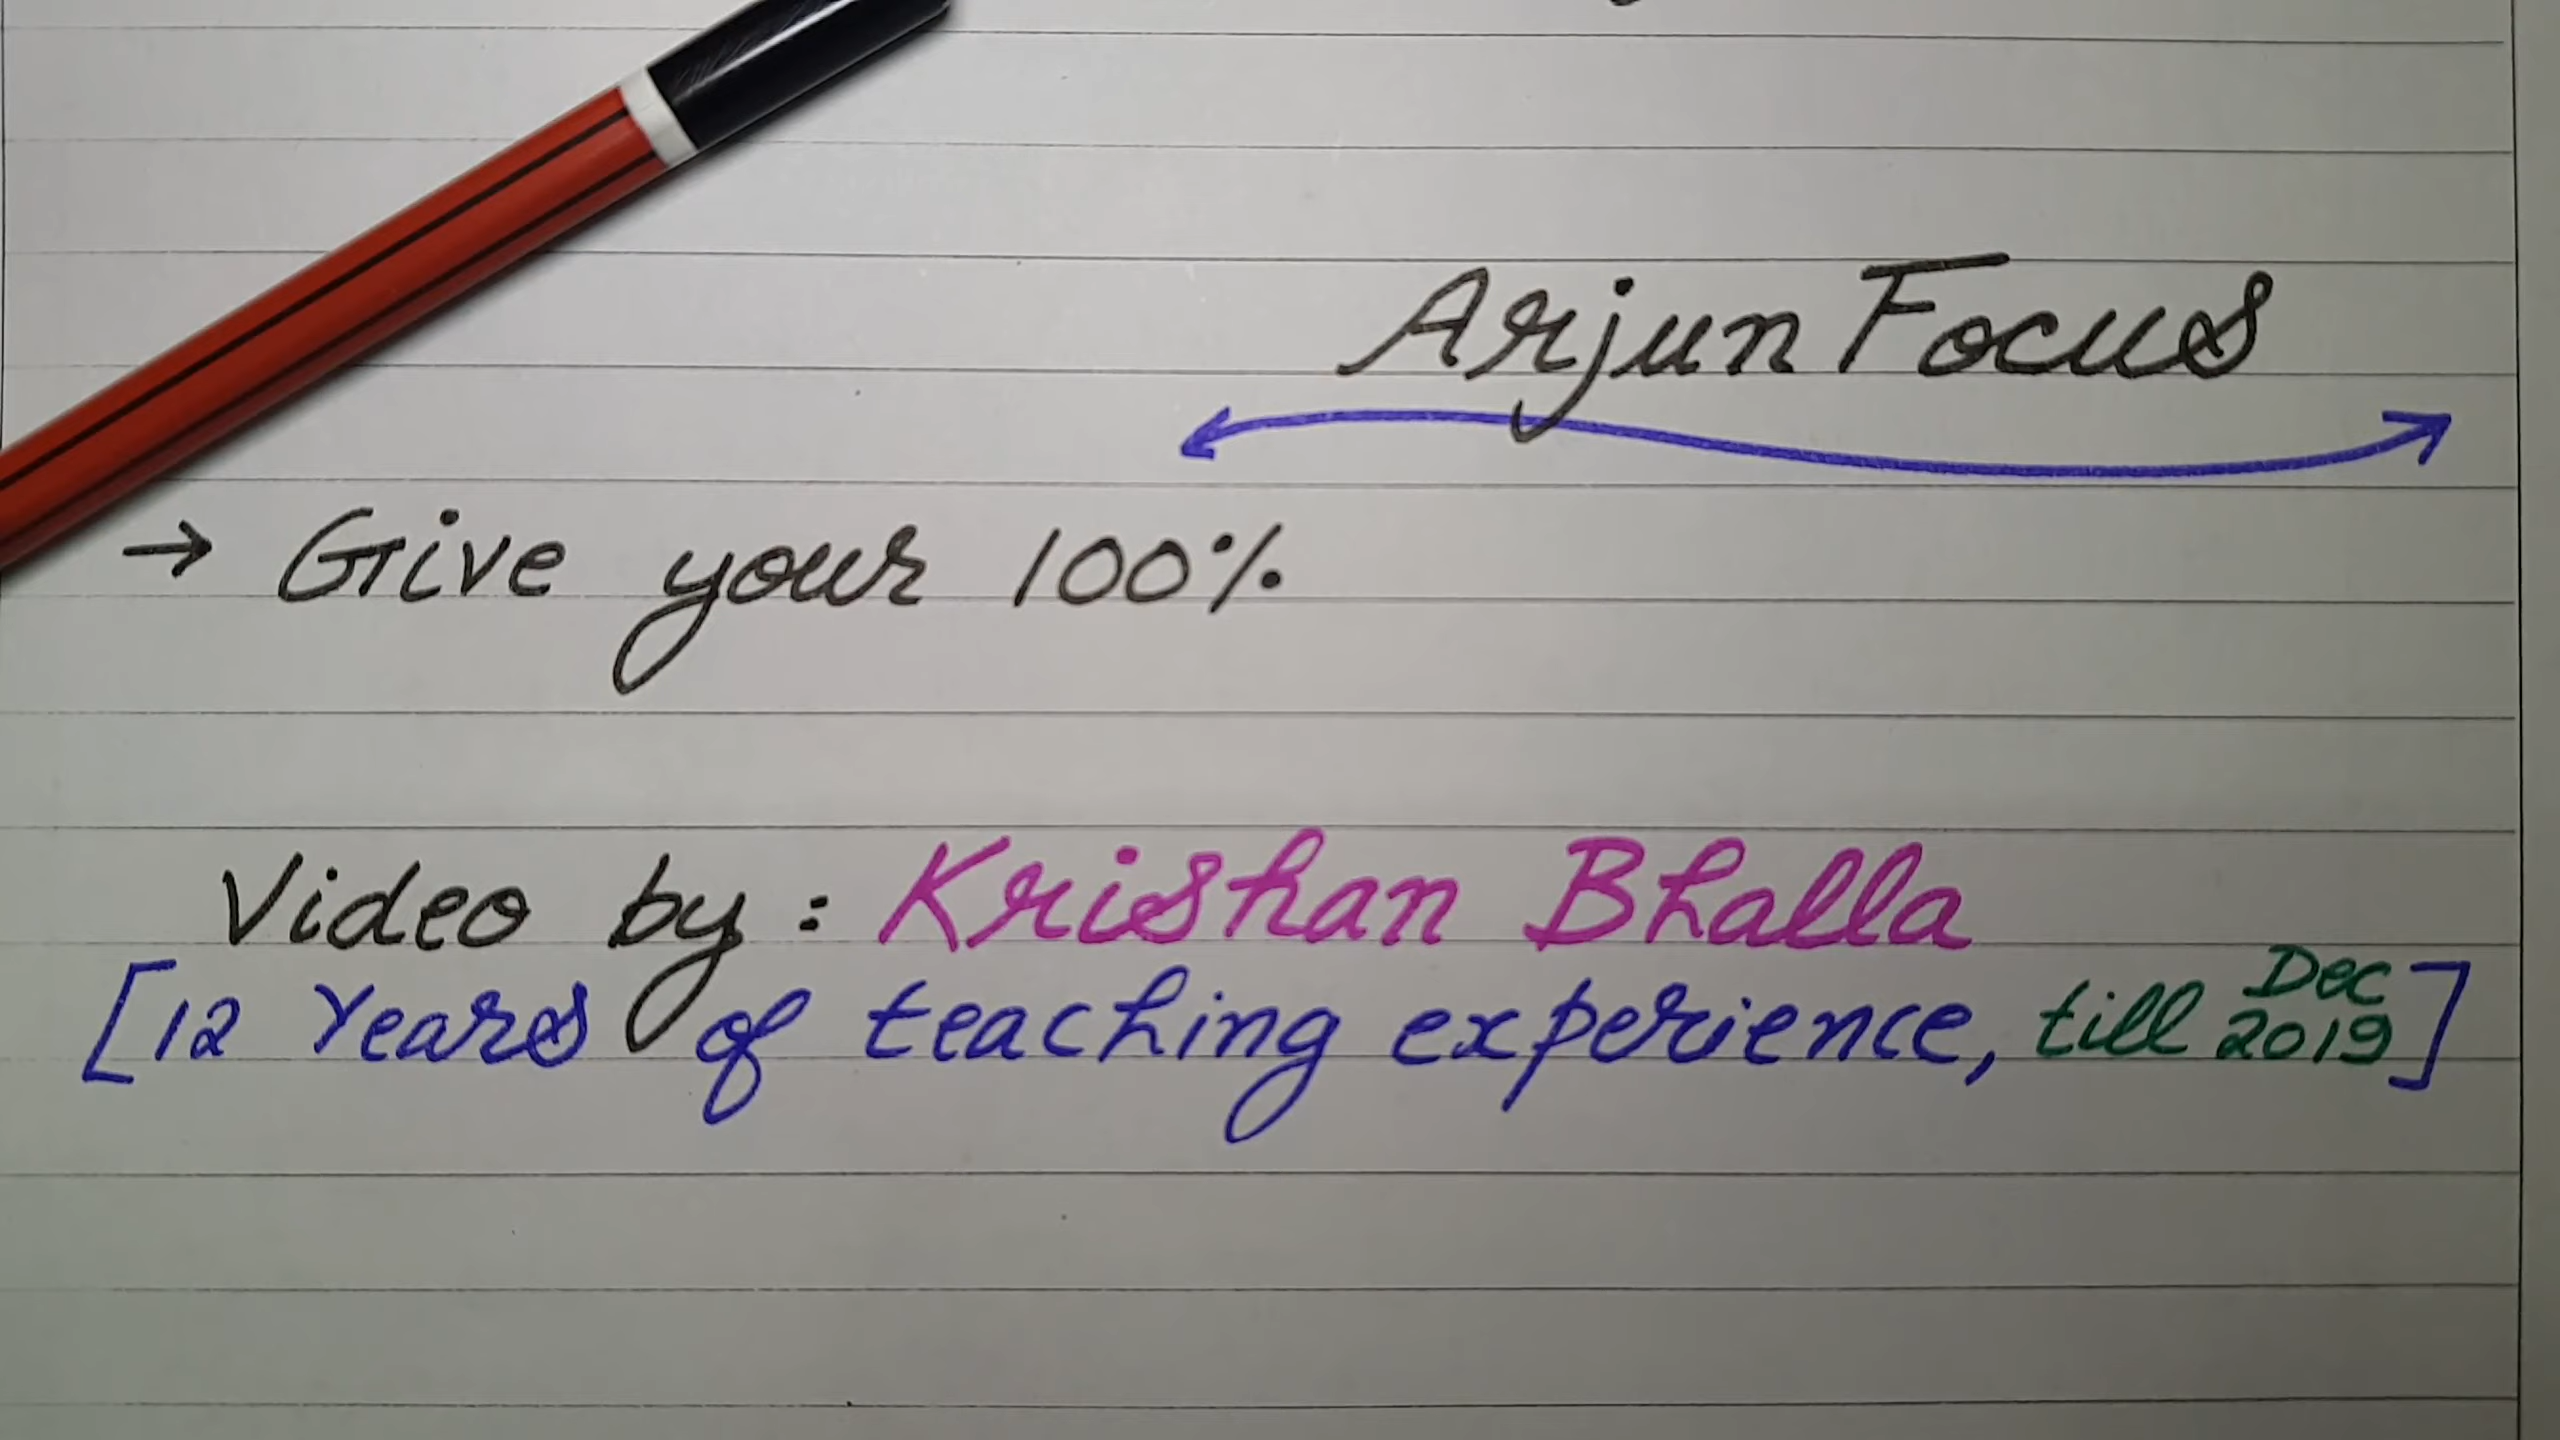 Arjun Focus
→ Give your 100%
Video by: Krishan Bhalla
[12 Years of teaching experience, till Dec 2019]